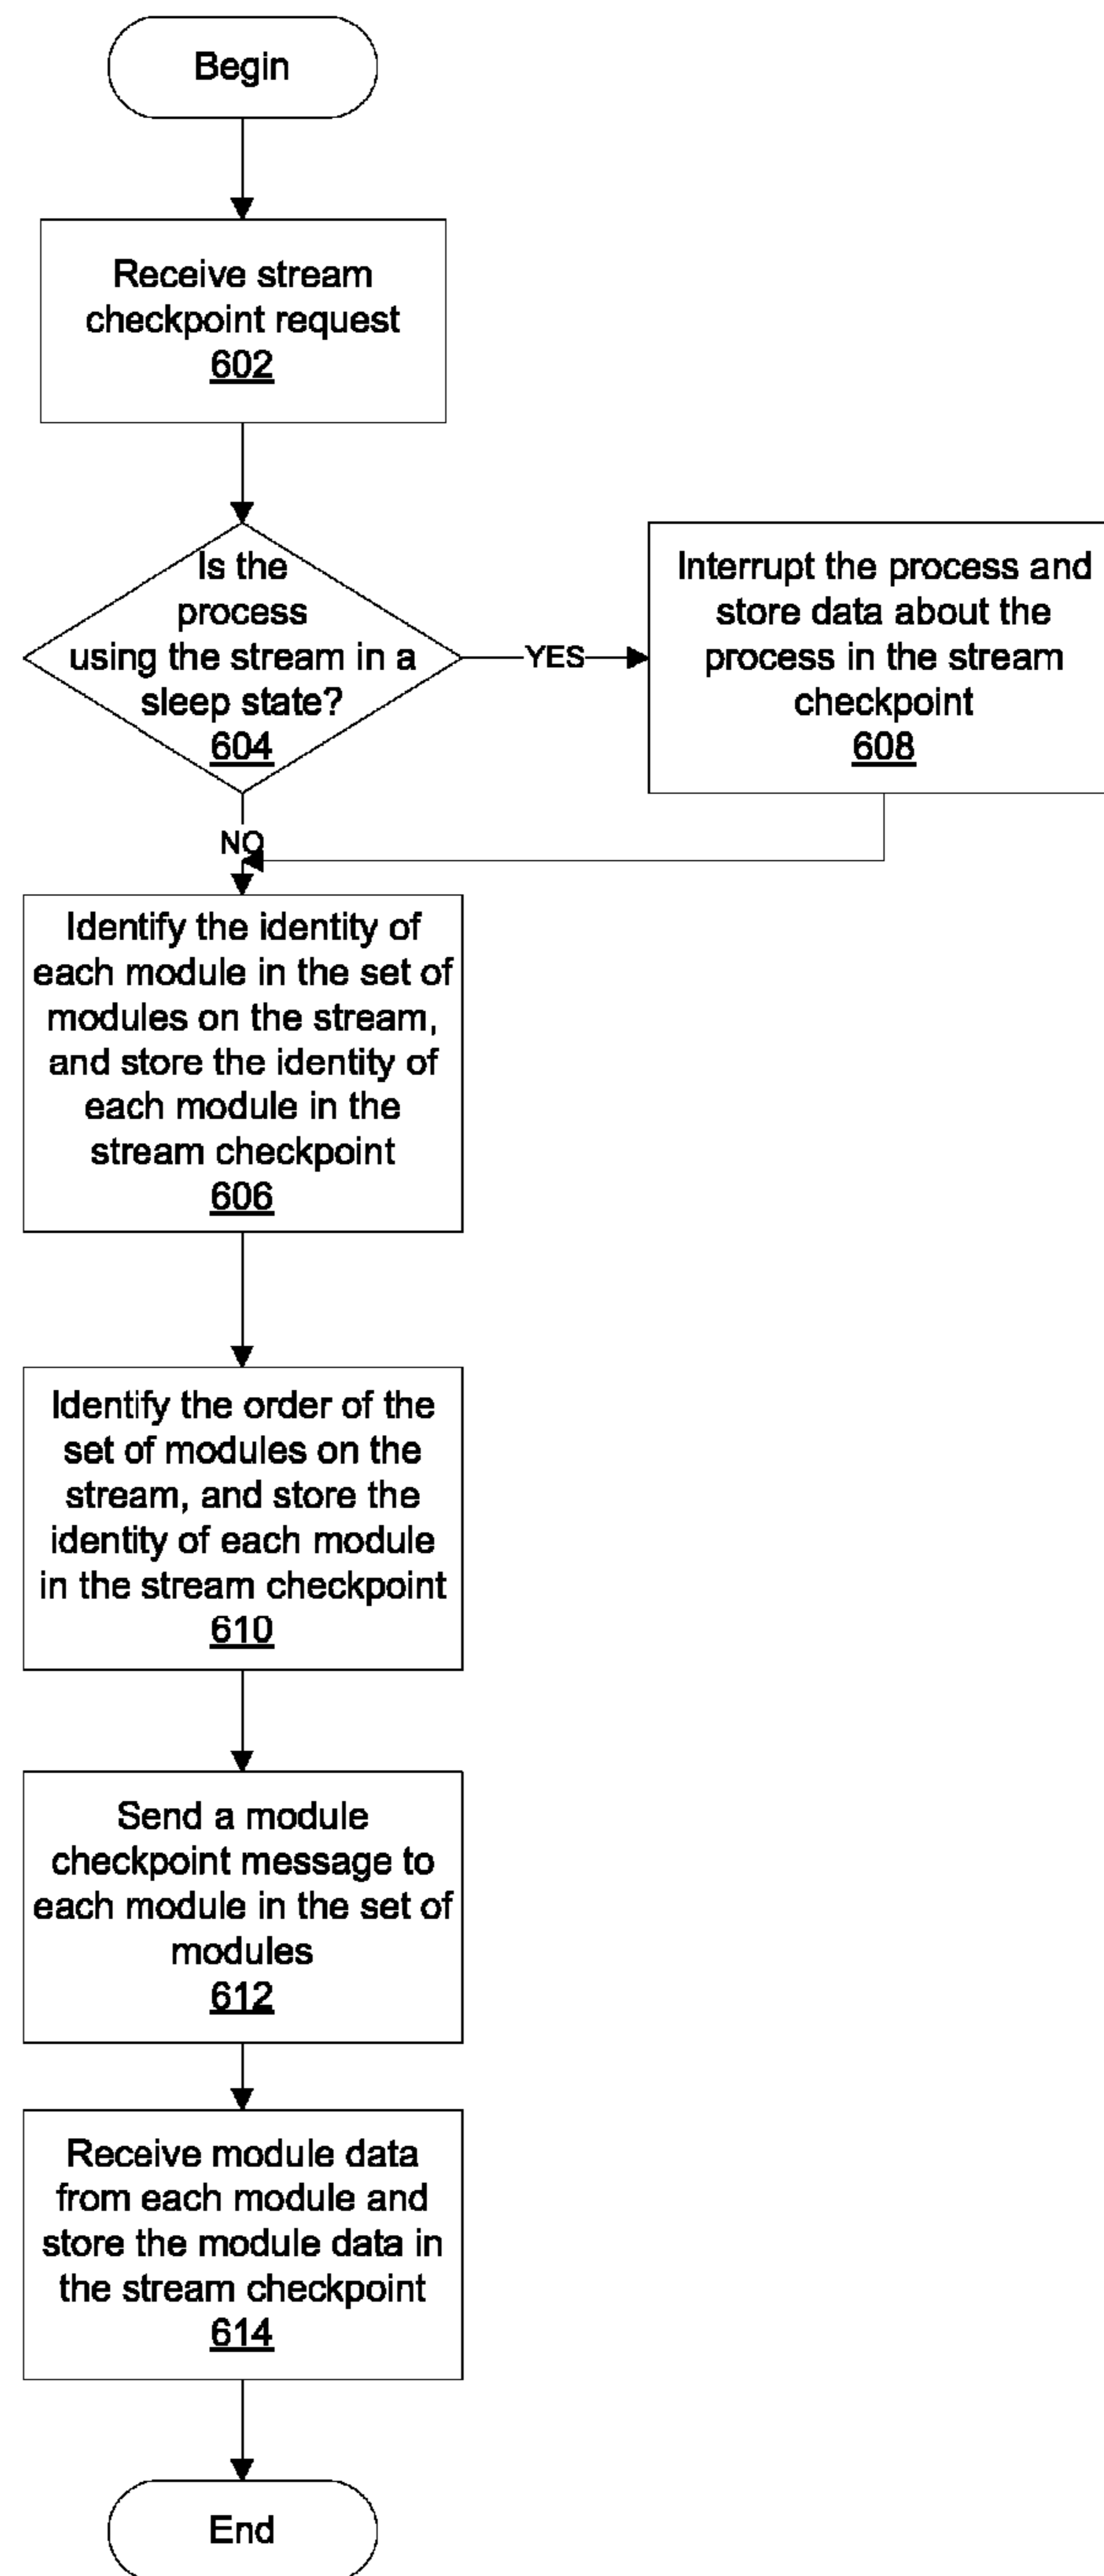 Begin
Receive stream
checkpoint request
602
Is the
process
using the stream in a
sleep state?
604
YES
Interrupt the process and
store data about the
process in the stream
checkpoint
608
NO
Identify the identity of
each module in the set of
modules on the stream,
and store the identity of
each module in the
stream checkpoint
606
Identify the order of the
set of modules on the
stream, and store the
identity of each module
in the stream checkpoint
610
Send a module
checkpoint message to
each module in the set of
modules
612
Receive module data
from each module and
store the module data in
the stream checkpoint
614
End